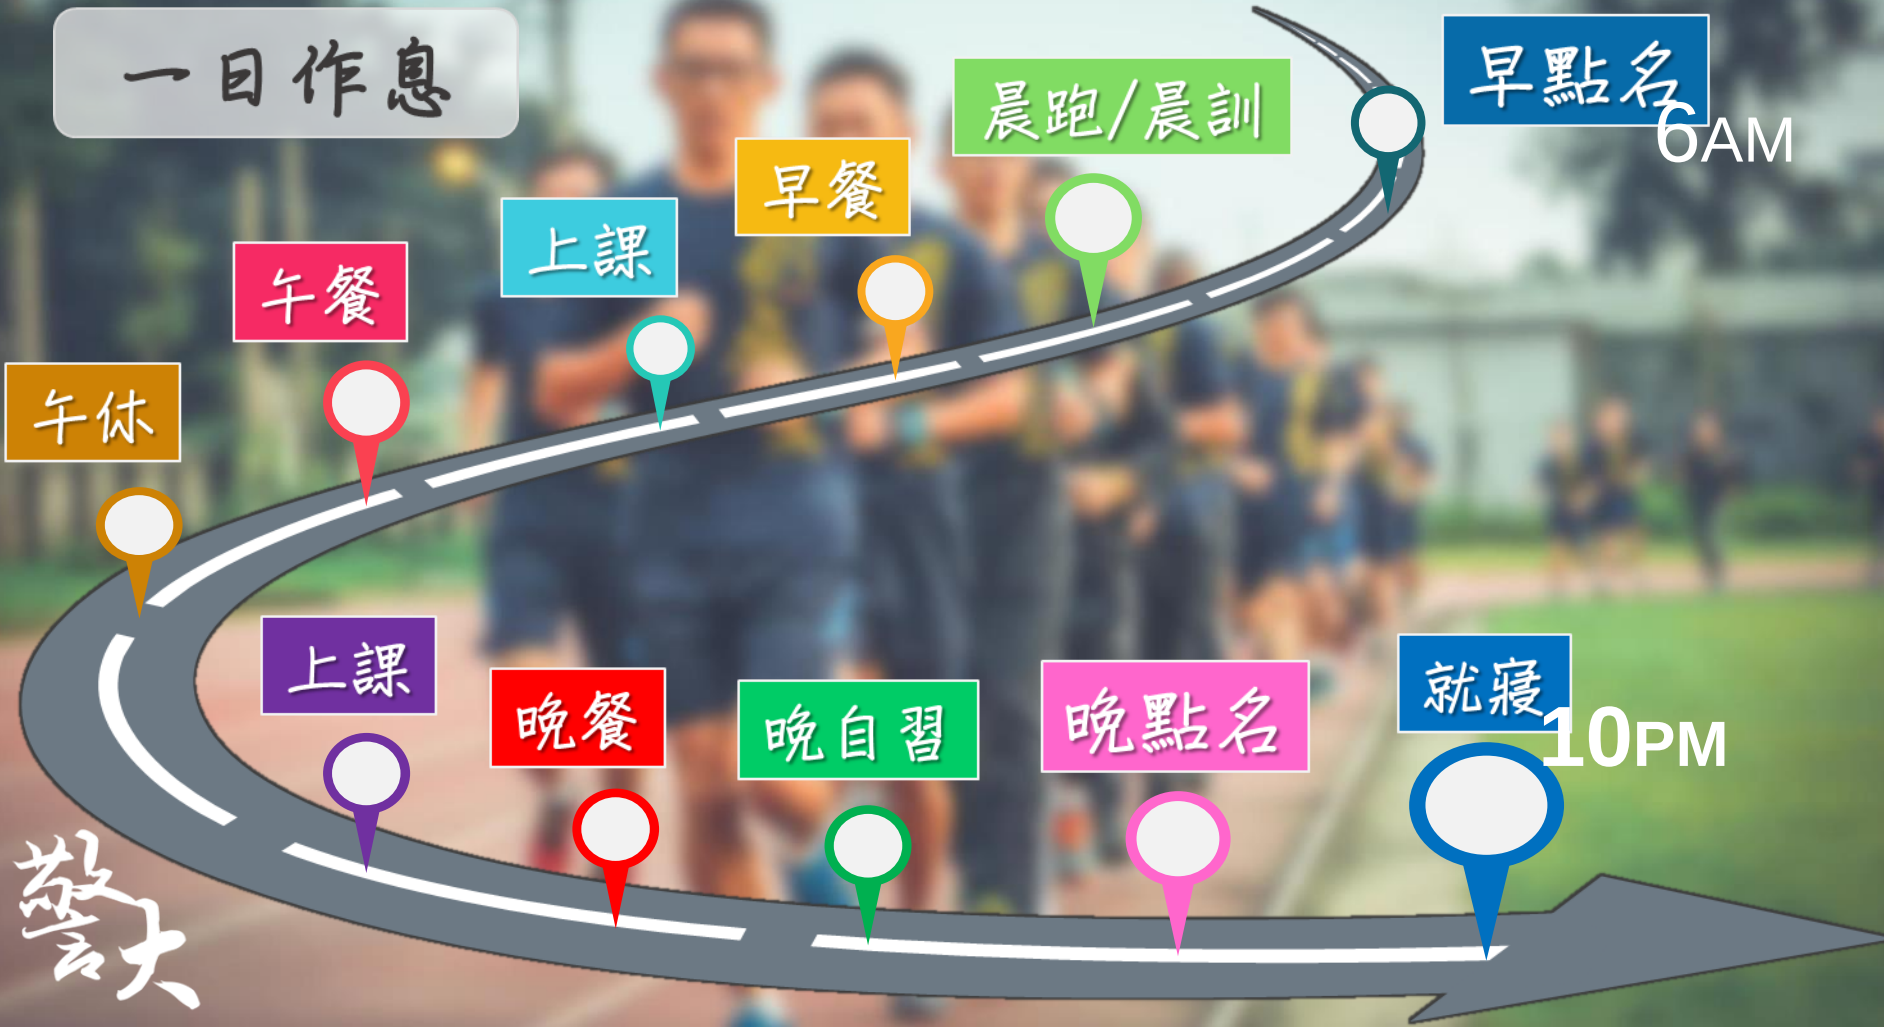 一日作息
早點名
6AM
晨跑/晨訓
早餐
上課
午餐
午休
上課
晚餐
晚自習
晚點名
就寢
10PM
警大